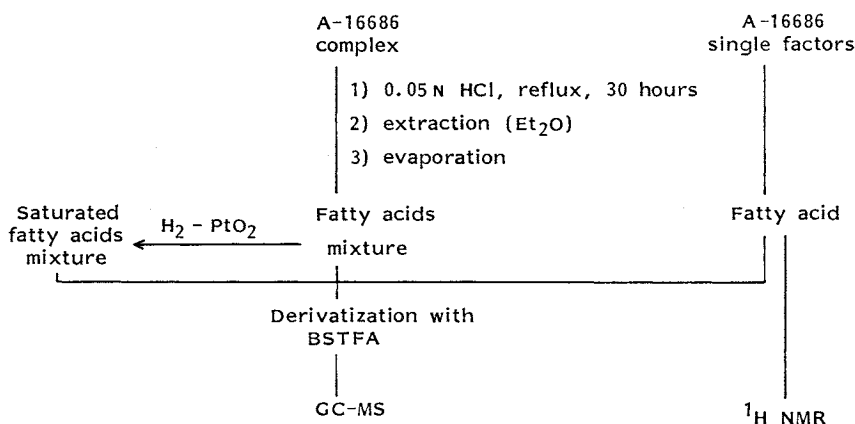 A-16686
complex
A-16686
single factors
1) 0.05 N HCl, reflux, 30 hours
2) extraction (Et₂O)
3) evaporation
Saturated
fatty acids
mixture
H₂ - PtO₂
Fatty acids
mixture
Fatty acid
Derivatization with
BSTFA
GC-MS
¹H NMR